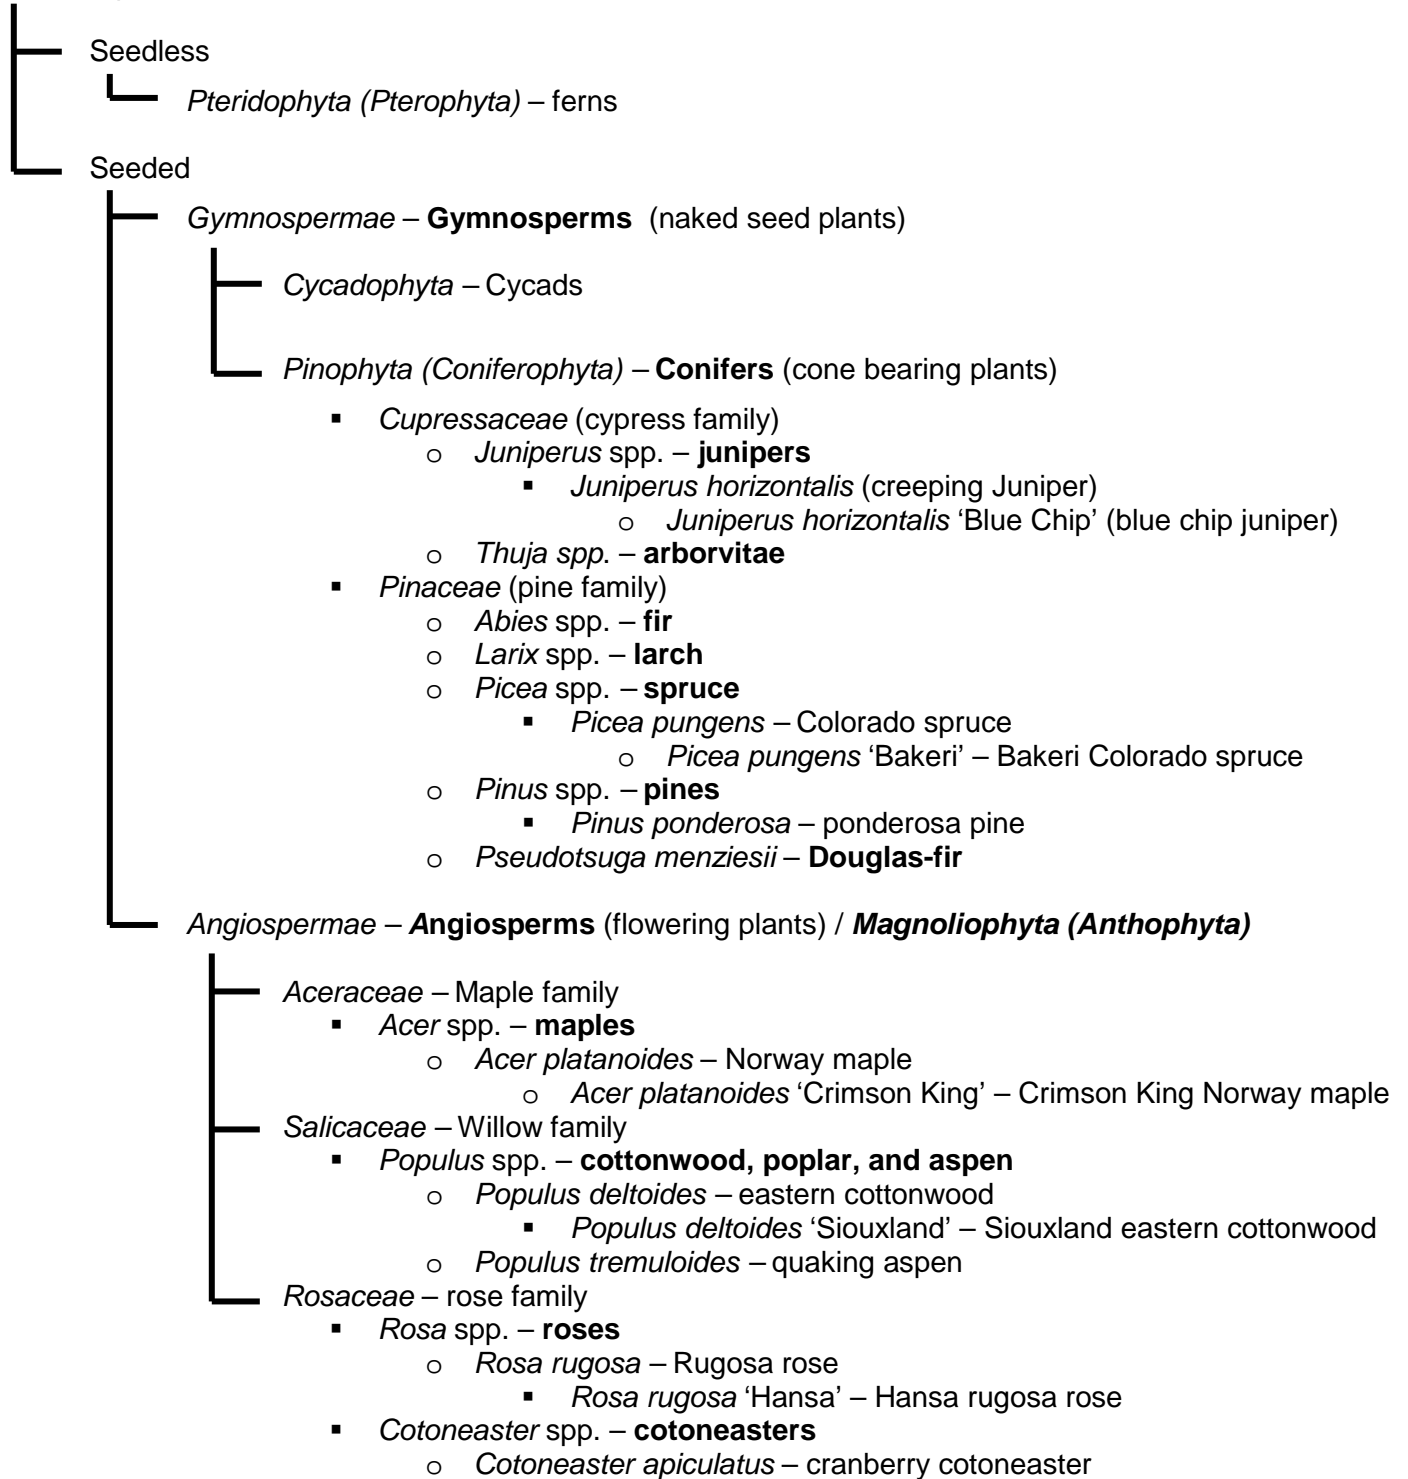 Seedless
Pteridophyta (Pterophyta) – ferns
Seeded
Gymnospermae – Gymnosperms (naked seed plants)
Cycadophyta – Cycads
Pinophyta (Coniferophyta) – Conifers (cone bearing plants)
▪ Cupressaceae (cypress family)
o Juniperus spp. – junipers
▪ Juniperus horizontalis (creeping Juniper)
o Juniperus horizontalis ‘Blue Chip’ (blue chip juniper)
o Thuja spp. – arborvitae
▪ Pinaceae (pine family)
o Abies spp. – fir
o Larix spp. – larch
o Picea spp. – spruce
▪ Picea pungens – Colorado spruce
o Picea pungens ‘Bakeri’ – Bakeri Colorado spruce
o Pinus spp. – pines
▪ Pinus ponderosa – ponderosa pine
o Pseudotsuga menziesii – Douglas-fir
Angiospermae – Angiosperms (flowering plants) / Magnoliophyta (Anthophyta)
Aceraceae – Maple family
▪ Acer spp. – maples
o Acer platanoides – Norway maple
o Acer platanoides ‘Crimson King’ – Crimson King Norway maple
Salicaceae – Willow family
▪ Populus spp. – cottonwood, poplar, and aspen
o Populus deltoides – eastern cottonwood
▪ Populus deltoides ‘Siouxland’ – Siouxland eastern cottonwood
o Populus tremuloides – quaking aspen
Rosaceae – rose family
▪ Rosa spp. – roses
o Rosa rugosa – Rugosa rose
▪ Rosa rugosa ‘Hansa’ – Hansa rugosa rose
▪ Cotoneaster spp. – cotoneasters
o Cotoneaster apiculatus – cranberry cotoneaster